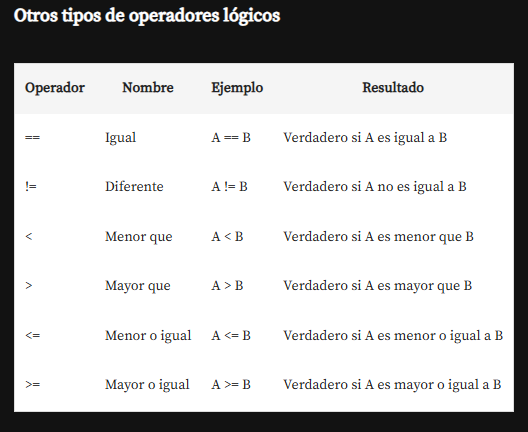 Otros tipos de operadores lógicos
Operador Nombre Ejemplo Resultado
== Igual A == B Verdadero si A es igual a B
!= Diferente A != B Verdadero si A no es igual a B
< Menor que A < B Verdadero si A es menor que B
> Mayor que A > B Verdadero si A es mayor que B
<= Menor o igual A <= B Verdadero si A es menor o igual a B
>= Mayor o igual A >= B Verdadero si A es mayor o igual a B